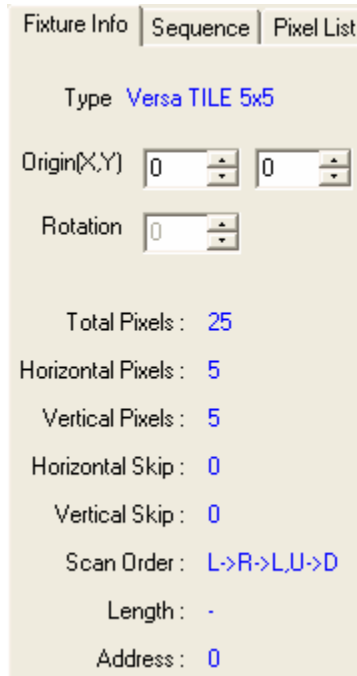 Fixture Info Sequence Pixel List
Type Versa TILE 5x5
Origin(X,Y) 0 0
Rotation 0
Total Pixels : 25
Horizontal Pixels : 5
Vertical Pixels : 5
Horizontal Skip : 0
Vertical Skip : 0
Scan Order : L->R->L,U->D
Length : -
Address : 0